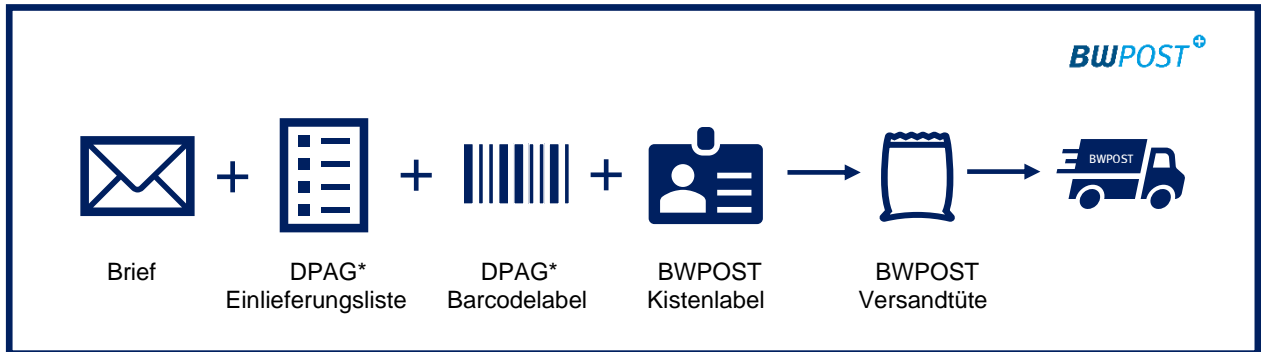 BWPOST+
BWPOST
Brief
DPAG*
Einlieferungsliste
DPAG*
Barcodelabel
BWPOST
Kistenlabel
BWPOST
Versandtüte